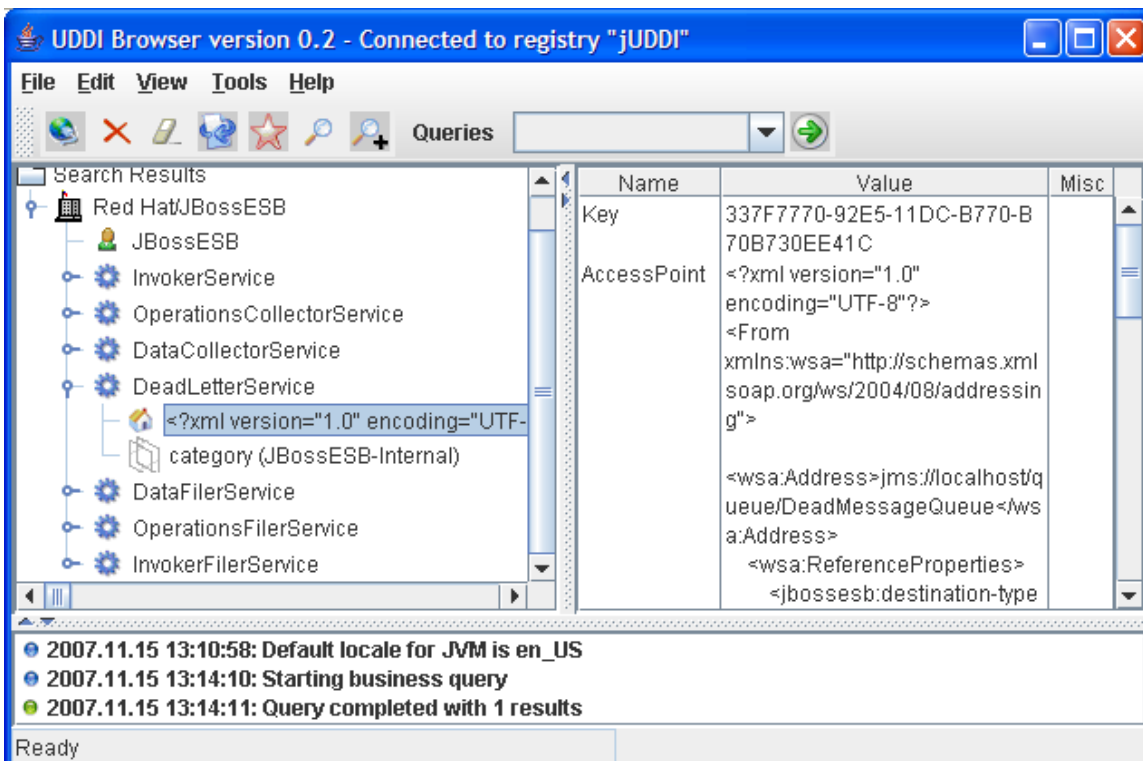 UDDI Browser version 0.2 - Connected to registry "jUDDI"
File Edit View Tools Help
Queries
Search Results
Red Hat/JBossESB
JBossESB
InvokerService
OperationsCollectorService
DataCollectorService
DeadLetterService
<?xml version="1.0" encoding="UTF-
category (JBossESB-Internal)
DataFilerService
OperationsFilerService
InvokerFilerService
Name Value Misc
Key 337F7770-92E5-11DC-B770-B
70B730EE41C
AccessPoint <?xml version="1.0"
encoding="UTF-8"?>
<From
xmlns:wsa="http://schemas.xml
soap.org/ws/2004/08/addressin
g">
<wsa:Address>jms://localhost/q
ueue/DeadMessageQueue</ws
a:Address>
<wsa:ReferenceProperties>
<jbossesb:destination-type
2007.11.15 13:10:58: Default locale for JVM is en_US
2007.11.15 13:14:10: Starting business query
2007.11.15 13:14:11: Query completed with 1 results
Ready